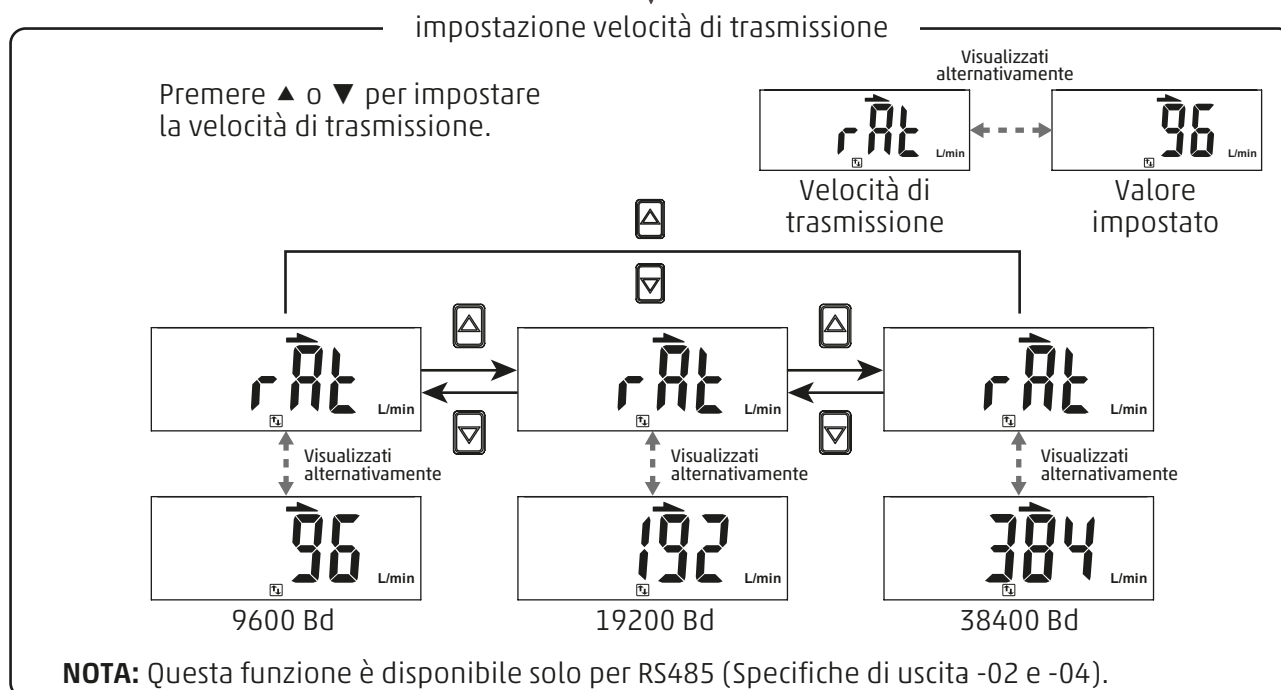 impostazione velocità di trasmissione
Premere ▲ o ▼ per impostare
la velocità di trasmissione.
Visualizzati
alternativamente
rAt L/min
96 L/min
Velocità di
trasmissione
Valore
impostato
rAt L/min
rAt L/min
rAt L/min
Visualizzati
alternativamente
Visualizzati
alternativamente
Visualizzati
alternativamente
96 L/min
192 L/min
384 L/min
9600 Bd
19200 Bd
38400 Bd
NOTA: Questa funzione è disponibile solo per RS485 (Specifiche di uscita -02 e -04).